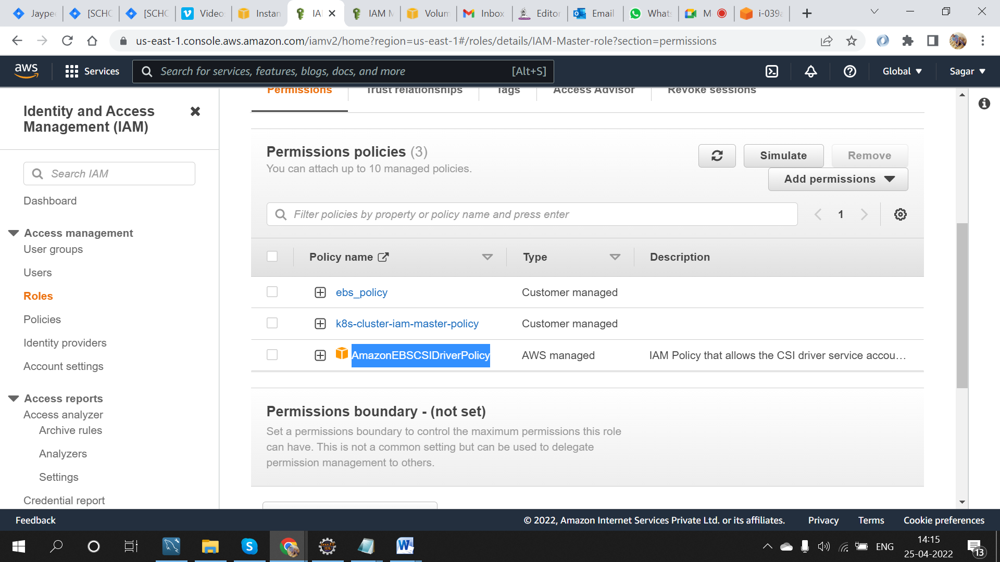 Jaype
[SCHO
[SCHO
Video
Instan
IA
IAM M
Volum
Inbox
Editor
Email
What
M
i-039
us-east-1.console.aws.amazon.com/iamv2/home?region=us-east-1#/roles/details/IAM-Master-role?section=permissions
aws
Services
Search for services, features, blogs, docs, and more
[Alt+S]
Global
Sagar
Permissions
Trust relationships
Tags
Access Advisor
Revoke sessions
Identity and Access
Management (IAM)
Search IAM
Dashboard
Access management
User groups
Users
Roles
Policies
Identity providers
Account settings
Access reports
Access analyzer
Archive rules
Analyzers
Settings
Credential report
Permissions policies (3)
You can attach up to 10 managed policies.
Simulate
Remove
Add permissions
Filter policies by property or policy name and press enter
1
Policy name
Type
Description
ebs_policy
Customer managed
k8s-cluster-iam-master-policy
Customer managed
AmazonEBSCSIDriverPolicy
AWS managed
IAM Policy that allows the CSI driver service accou…
Permissions boundary - (not set)
Set a permissions boundary to control the maximum permissions this role
can have. This is not a common setting but can be used to delegate
permission management to others.
Feedback
© 2022, Amazon Internet Services Private Ltd. or its affiliates.
Privacy
Terms
Cookie preferences
ENG
14:15
25-04-2022
13